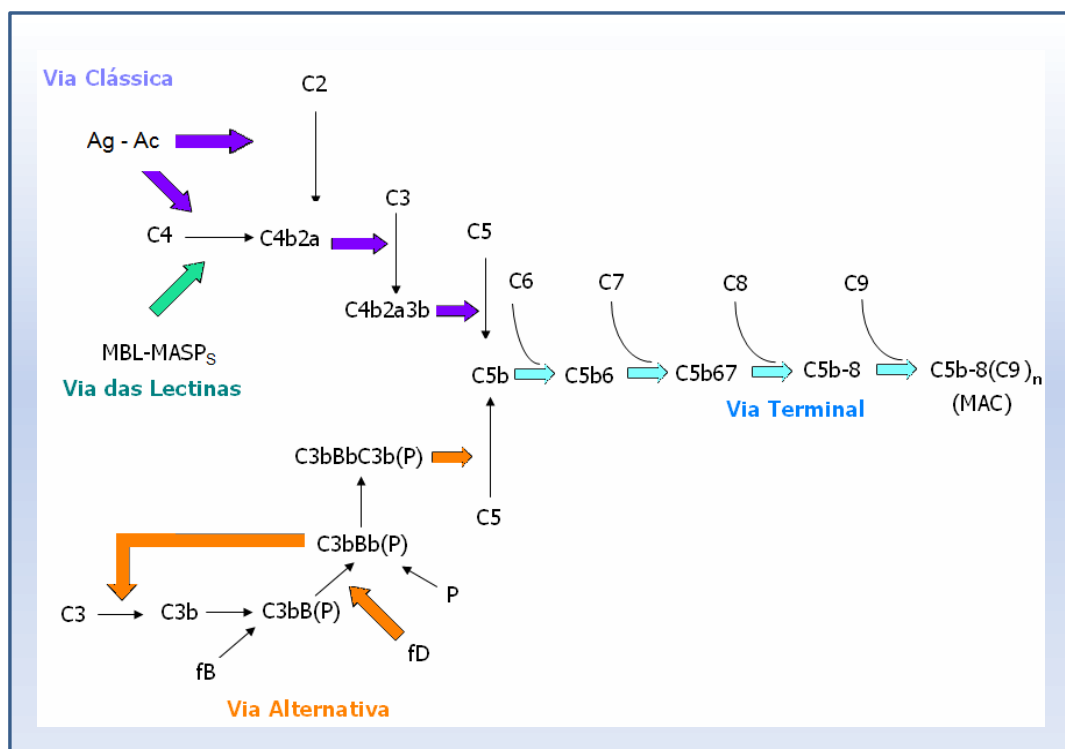 Via Clássica
C2
Ag - Ac
C3
C4
C4b2a
C5
C6
C7
C8
C9
C4b2a3b
MBL-MASPS
Via das Lectinas
C5b
C5b6
C5b67
C5b-8
C5b-8(C9)n
(MAC)
Via Terminal
C3bBbC3b(P)
C5
C3bBb(P)
P
C3
C3b
C3bB(P)
fD
fB
Via Alternativa